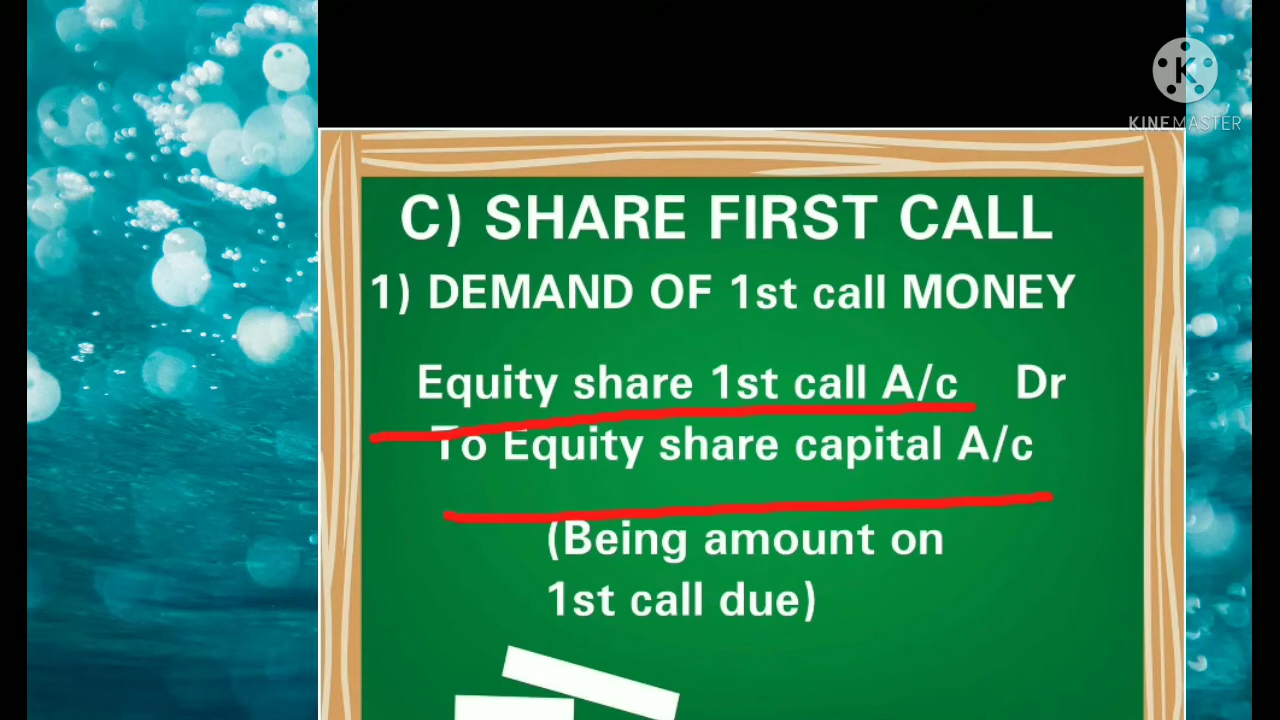 K
KINEMASTER
C) SHARE FIRST CALL
1) DEMAND OF 1st call MONEY
Equity share 1st call A/c Dr
To Equity share capital A/c
(Being amount on
1st call due)